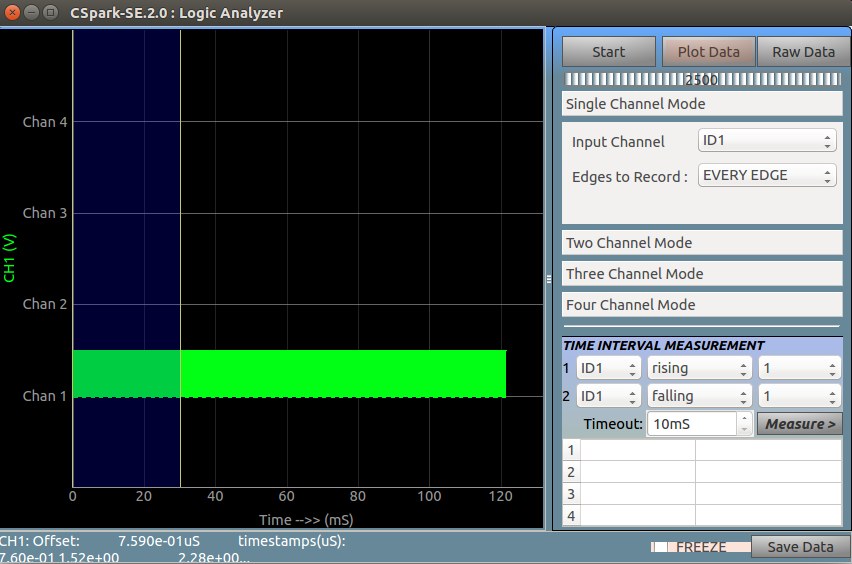 CSpark-SE.2.0 : Logic Analyzer
Start
Plot Data
Raw Data
2500
Single Channel Mode
Input Channel
ID1
Edges to Record :
EVERY EDGE
Two Channel Mode
Three Channel Mode
Four Channel Mode
TIME INTERVAL MEASUREMENT
1 ID1 rising 1
2 ID1 falling 1
Timeout: 10mS Measure >
1
2
3
4
Chan 4
Chan 3
Chan 2
Chan 1
CH1 (V)
0 20 40 60 80 100 120
Time -->> (mS)
CH1: Offset: 7.590e-01uS timestamps(uS):
7.60e-01 1.52e+00 2.28e+00...
FREEZE
Save Data